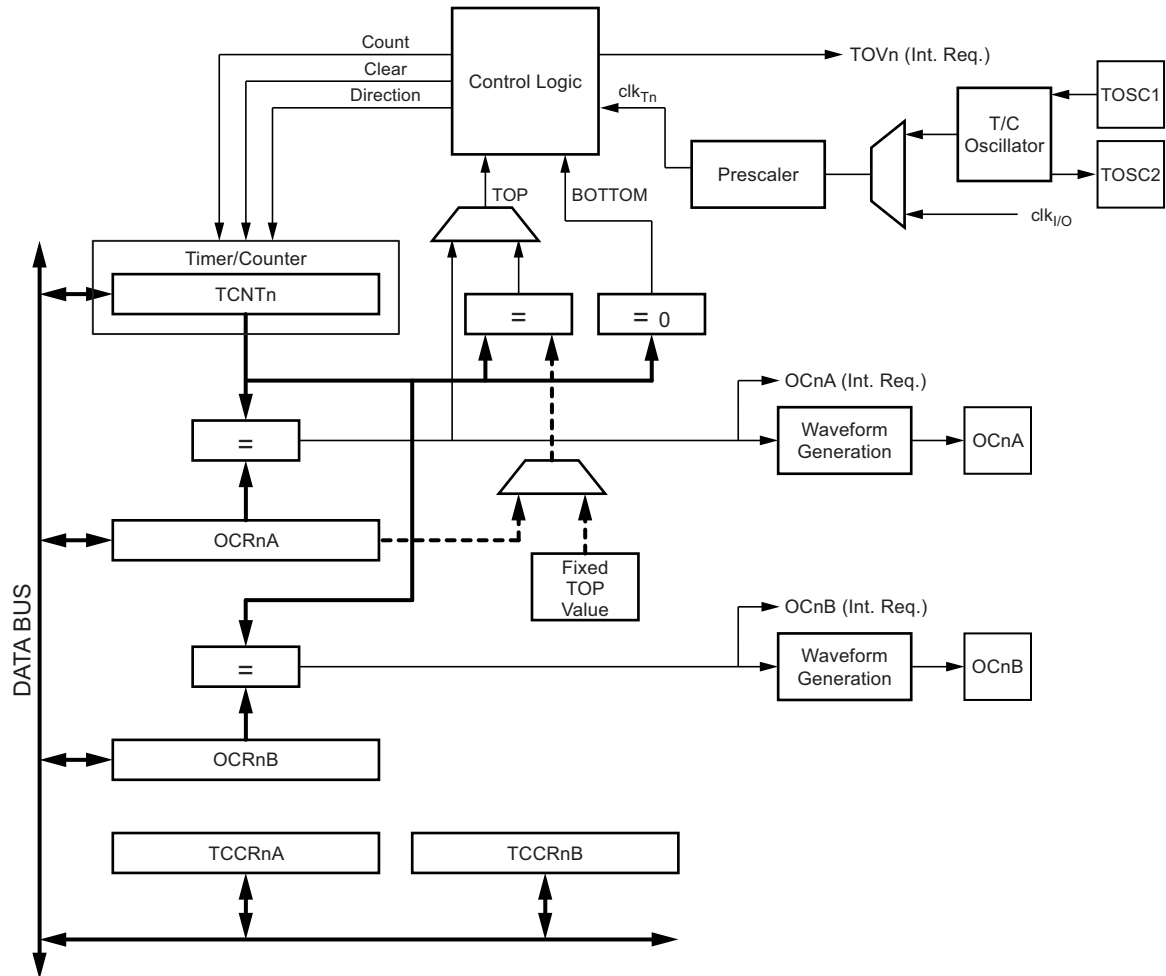 Count
Clear
Direction
Control Logic
TOVn (Int. Req.)
clkTn
TOSC1
T/C
Oscillator
TOSC2
Prescaler
clkI/O
TOP
BOTTOM
Timer/Counter
TCNTn
=
= 0
OCnA (Int. Req.)
=
Waveform
Generation
OCnA
OCRnA
Fixed
TOP
Value
DATA BUS
OCnB (Int. Req.)
=
Waveform
Generation
OCnB
OCRnB
TCCRnA
TCCRnB